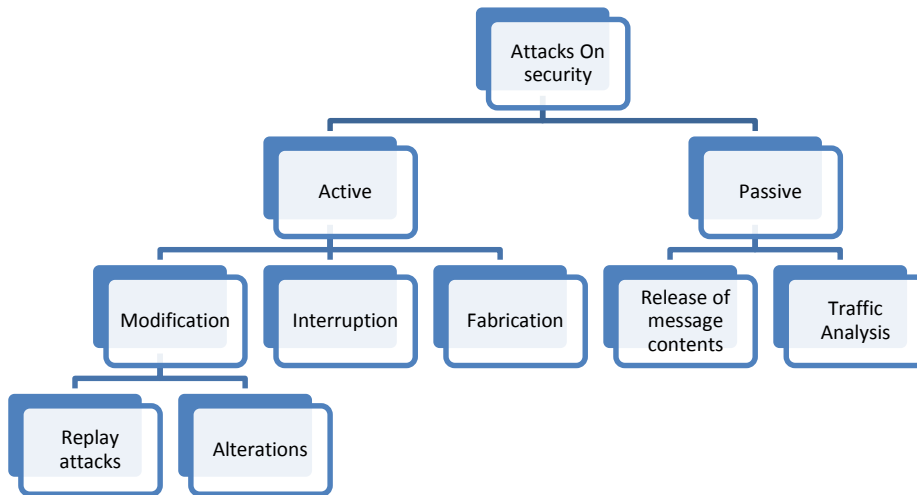 Attacks On
security
Active
Passive
Modification
Interruption
Fabrication
Release of
message
contents
Traffic
Analysis
Replay
attacks
Alterations